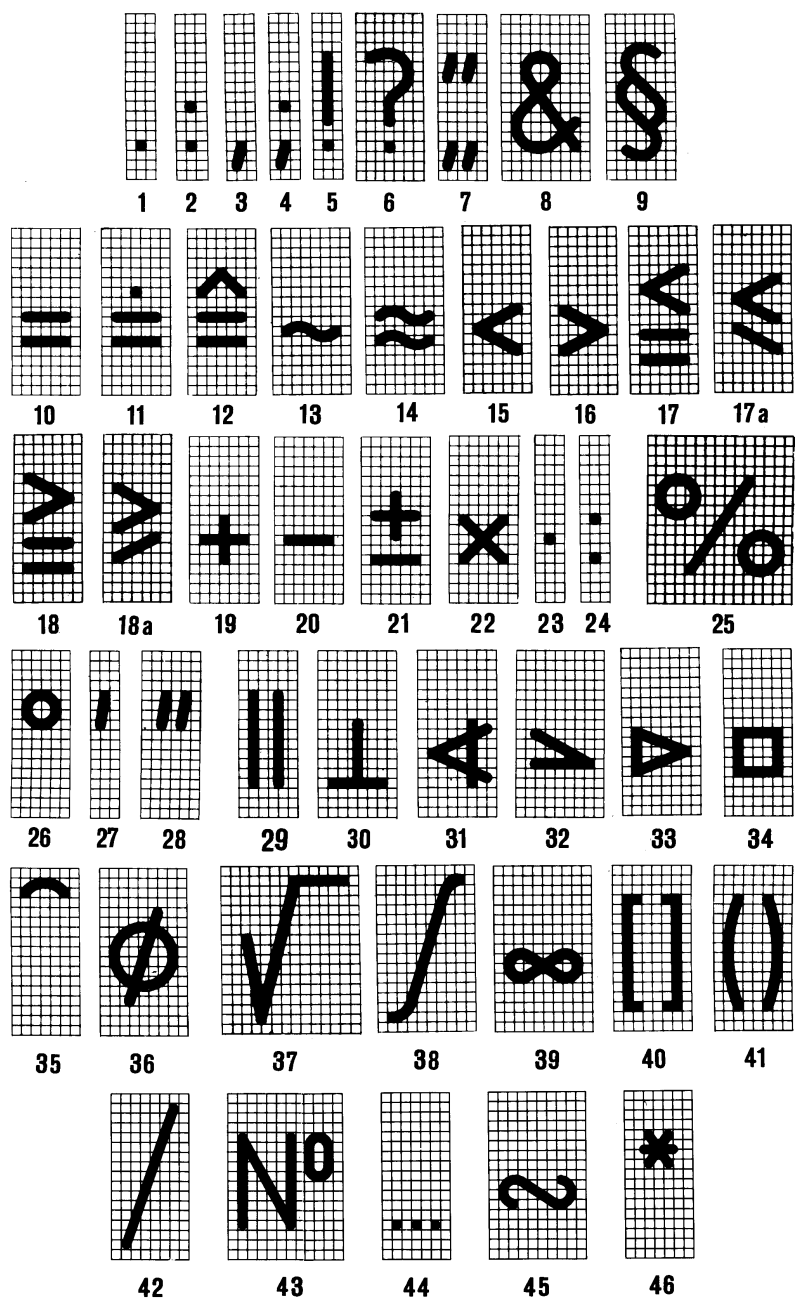 . : , ; ! ? " " & §
1 2 3 4 5 6 7 8 9
= ≐ ≙ ~ ≈ < > ≦ ⩽
10 11 12 13 14 15 16 17 17a
≧ ⩾ + − ± × · : %
18 18a 19 20 21 22 23 24 25
° ′ ″ ∥ ⊥ ∢ ⦣ ▷ □
26 27 28 29 30 31 32 33 34
⌒ ø √ ∫ ∞ [ ] ( )
35 36 37 38 39 40 41
/ № ... ∾ *
42 43 44 45 46